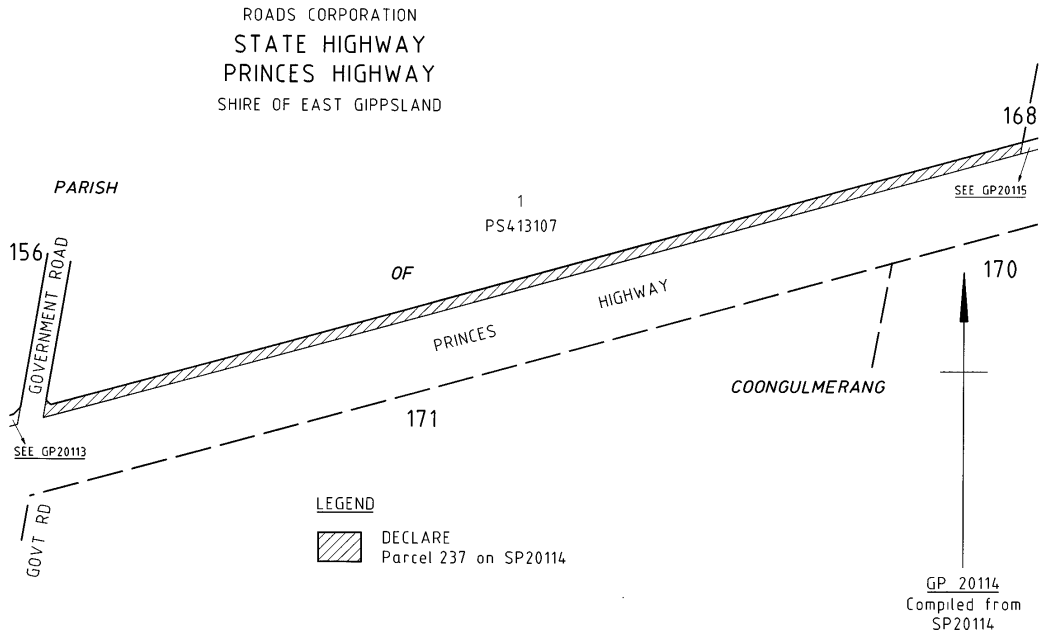 ROADS CORPORATION
STATE HIGHWAY
PRINCES HIGHWAY
SHIRE OF EAST GIPPSLAND
168
PARISH
SEE GP20115
1
PS413107
156
GOVERNMENT ROAD
OF
170
PRINCES HIGHWAY
COONGULMERANG
171
SEE GP20113
LEGEND
GOVT RD
DECLARE
Parcel 237 on SP20114
GP 20114
Compiled from
SP20114